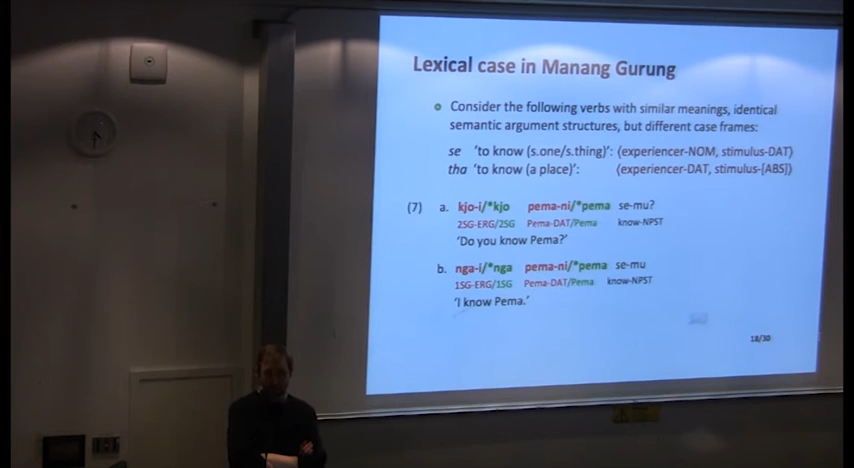 Lexical case in Manang Gurung
Consider the following verbs with similar meanings, identical
semantic argument structures, but different case frames:
se 'to know (s.one/s.thing)': ⟨experiencer-NOM, stimulus-DAT⟩
tha 'to know (a place)': ⟨experiencer-DAT, stimulus-[ABS]⟩
(7) a. kjo-i/*kjo pema-ni/*pema se-mu?
2SG-ERG/2SG Pema-DAT/Pema know-NPST
'Do you know Pema?'
b. nga-i/*nga pema-ni/*pema se-mu
1SG-ERG/1SG Pema-DAT/Pema know-NPST
'I know Pema.'
18/30